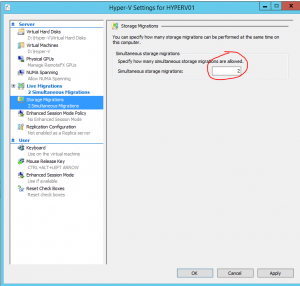 Hyper-V Settings for HYPERV01
Server
Virtual Hard Disks
D:\Hyper-V\Virtual Hard Disks
Virtual Machines
D:\Hyper-V
Physical GPUs
Manage RemoteFX GPUs
NUMA Spanning
Allow NUMA Spanning
Live Migrations
2 Simultaneous Migrations
Storage Migrations
2 Simultaneous Migrations
Enhanced Session Mode Policy
No Enhanced Session Mode
Replication Configuration
Not enabled as a Replica server
User
Keyboard
Use on the virtual machine
Mouse Release Key
CTRL+ALT+LEFT ARROW
Enhanced Session Mode
Use if available
Reset Check Boxes
Reset check boxes
Storage Migrations
You can specify how many storage migrations can be performed at the same time on
this computer.
Simultaneous storage migrations
Specify how many simultaneous storage migrations are allowed.
Simultaneous storage migrations:
2
OK
Cancel
Apply